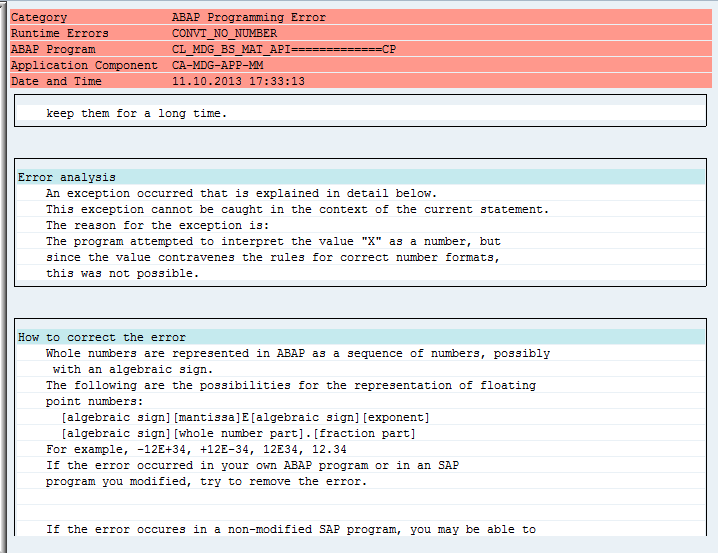 Category ABAP Programming Error
Runtime Errors CONVT_NO_NUMBER
ABAP Program CL_MDG_BS_MAT_API=============CP
Application Component CA-MDG-APP-MM
Date and Time 11.10.2013 17:33:13
keep them for a long time.
Error analysis
An exception occurred that is explained in detail below.
This exception cannot be caught in the context of the current statement.
The reason for the exception is:
The program attempted to interpret the value "X" as a number, but
since the value contravenes the rules for correct number formats,
this was not possible.
How to correct the error
Whole numbers are represented in ABAP as a sequence of numbers, possibly
with an algebraic sign.
The following are the possibilities for the representation of floating
point numbers:
[algebraic sign][mantissa]E[algebraic sign][exponent]
[algebraic sign][whole number part].[fraction part]
For example, -12E+34, +12E-34, 12E34, 12.34
If the error occurred in your own ABAP program or in an SAP
program you modified, try to remove the error.
If the error occures in a non-modified SAP program, you may be able to